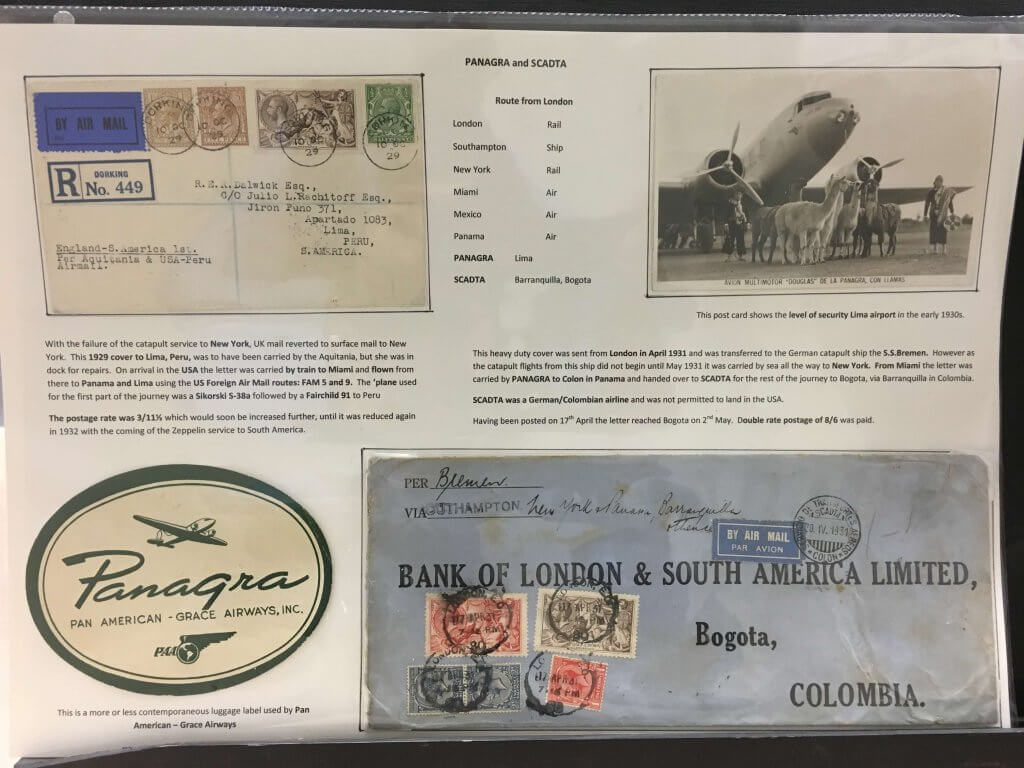 PANAGRA and SCADTA
Route from London
London Rail
Southampton Ship
New York Rail
Miami Air
Mexico Air
Panama Air
PANAGRA Lima
SCADTA Barranquilla, Bogota
BY AIR MAIL
DORKING
R No. 449
DORKING
10 DC
29
R.E.R.Dalwick Esq.,
C/O Julio L.Rachitoff Esq.,
Jiron Puno 371,
Apartado 1083,
Lima,
PERU,
S.AMERICA.
England-S.America 1st.
Per Aquitania & USA-Peru
Airmail.
AVION MULTIMOTOR "DOUGLAS" DE LA PANAGRA, CON LLAMAS
This post card shows the level of security Lima airport in the early 1930s.
With the failure of the catapult service to New York, UK mail reverted to surface mail to New
York. This 1929 cover to Lima, Peru, was to have been carried by the Aquitania, but she was in
dock for repairs. On arrival in the USA the letter was carried by train to Miami and flown from
there to Panama and Lima using the US Foreign Air Mail routes: FAM 5 and 9. The 'plane used
for the first part of the journey was a Sikorski S-38a followed by a Fairchild 91 to Peru
The postage rate was 3/11½ which would soon be increased further, until it was reduced again
in 1932 with the coming of the Zeppelin service to South America.
This heavy duty cover was sent from London in April 1931 and was transferred to the German catapult ship the S.S.Bremen. However as
the catapult flights from this ship did not begin until May 1931 it was carried by sea all the way to New York. From Miami the letter was
carried by PANAGRA to Colon in Panama and handed over to SCADTA for the rest of the journey to Bogota, via Barranquilla in Colombia.
SCADTA was a German/Colombian airline and was not permitted to land in the USA.
Having been posted on 17th April the letter reached Bogota on 2nd May. Double rate postage of 8/6 was paid.
Panagra
PAN AMERICAN - GRACE AIRWAYS, INC.
PAA
This is a more or less contemporaneous luggage label used by Pan
American – Grace Airways
PER Bremen
VIA SOUTHAMPTON New York & Panama, Barranquilla
thence
BY AIR MAIL
PAR AVION
COLON
BANK OF LONDON & SOUTH AMERICA LIMITED,
Bogota,
COLOMBIA.
17 APR 31